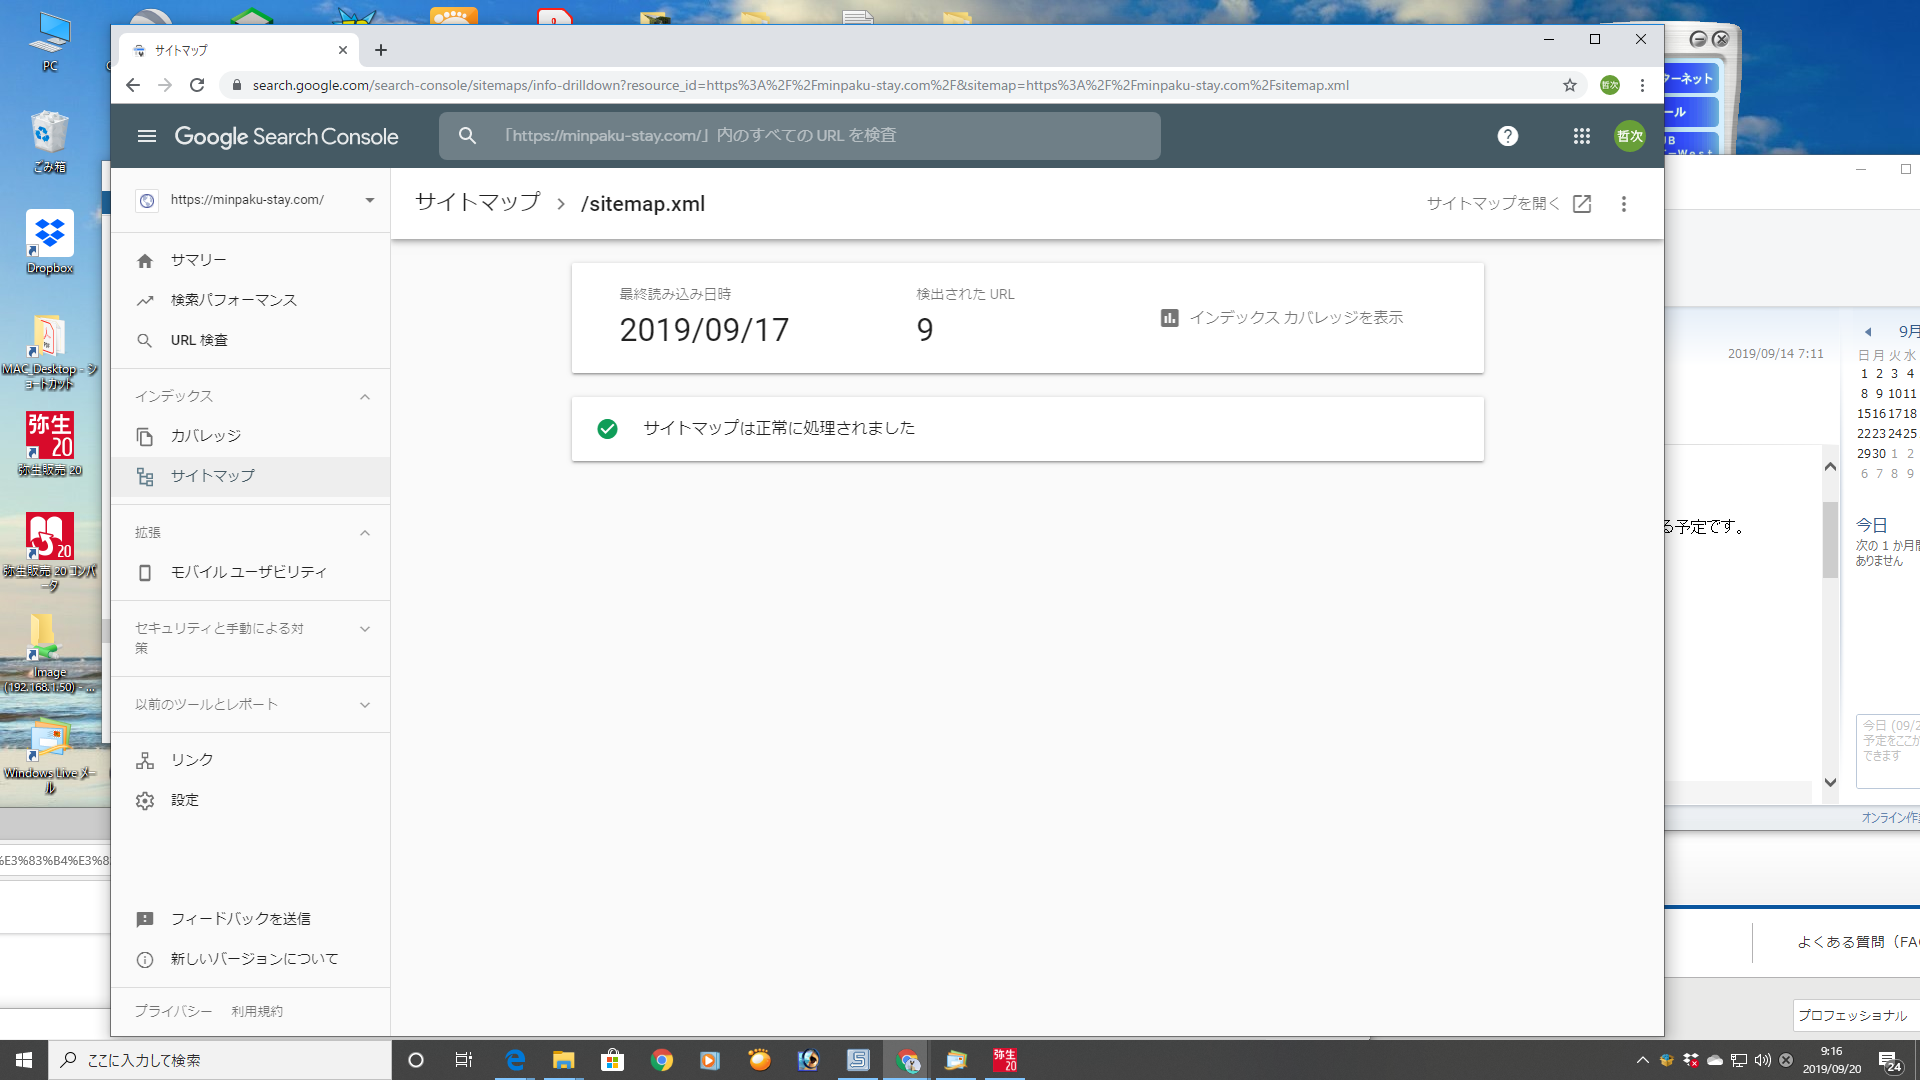 サイトマップ
search.google.com/search-console/sitemaps/info-drilldown?resource_id=https%3A%2F%2Fminpaku-stay.com%2F&sitemap=https%3A%2F%2Fminpaku-stay.com%2Fsitemap.xml
哲次
Google Search Console
「https://minpaku-stay.com/」内のすべての URL を検査
哲次
https://minpaku-stay.com/
サイトマップ
/sitemap.xml
サイトマップを開く
サマリー
検索パフォーマンス
URL 検査
インデックス
カバレッジ
サイトマップ
拡張
モバイル ユーザビリティ
セキュリティと手動による対
策
以前のツールとレポート
リンク
設定
フィードバックを送信
新しいバージョンについて
プライバシー 利用規約
最終読み込み日時
2019/09/17
検出された URL
9
インデックス カバレッジを表示
サイトマップは正常に処理されました
PC
ごみ箱
Dropbox
MAC_Desktop - シ
ョートカット
弥生
20
弥生販売 20
20
弥生販売 20 コンバ
ータ
Image
(192.168.1.50) - ...
Windows Live メー
ル
%E3%83%B4%E3%8
ーネット
ール
2019/09/14 7:11
9月
日 月 火 水
1 2 3 4
8 9 10 11
15 16 17 18
22 23 24 25
29 30 1 2
6 7 8 9
る予定です。
今日
次の 1 か月間
ありません
今日 (09/2
予定をここか
できます
オンライン作
よくある質問（FA
プロフェッショナル
ここに入力して検索
弥生
20
9:16
2019/09/20
24